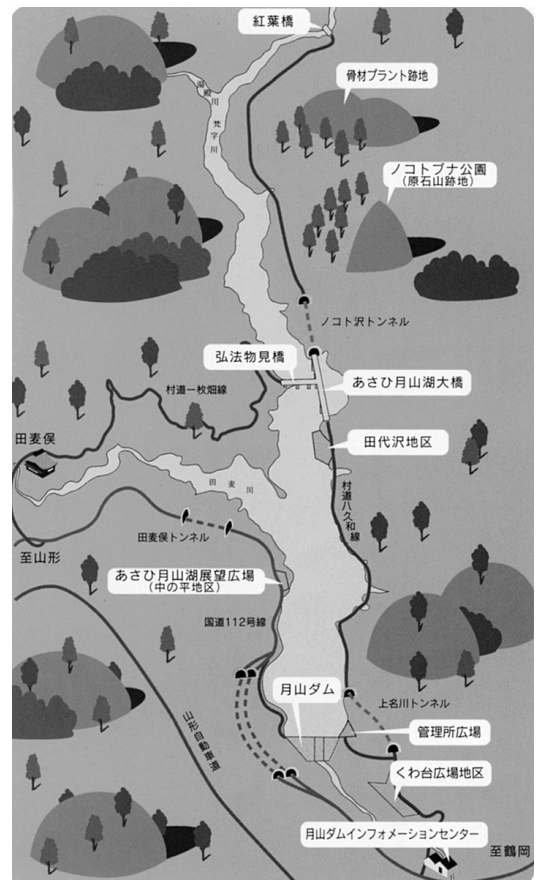 紅葉橋
骨材プラント跡地
湯殿川
梵字川
ノコトブナ公園
(原石山跡地)
ノコト沢トンネル
弘法物見橋
あさひ月山湖大橋
村道一枚畑線
田麦俣
田代沢地区
田麦川
村道八久和線
田麦俣トンネル
至山形
あさひ月山湖展望広場
(中の平地区)
国道112号線
月山ダム
上名川トンネル
山形自動車道
管理所広場
くわ台広場地区
月山ダムインフォメーションセンター
至鶴岡